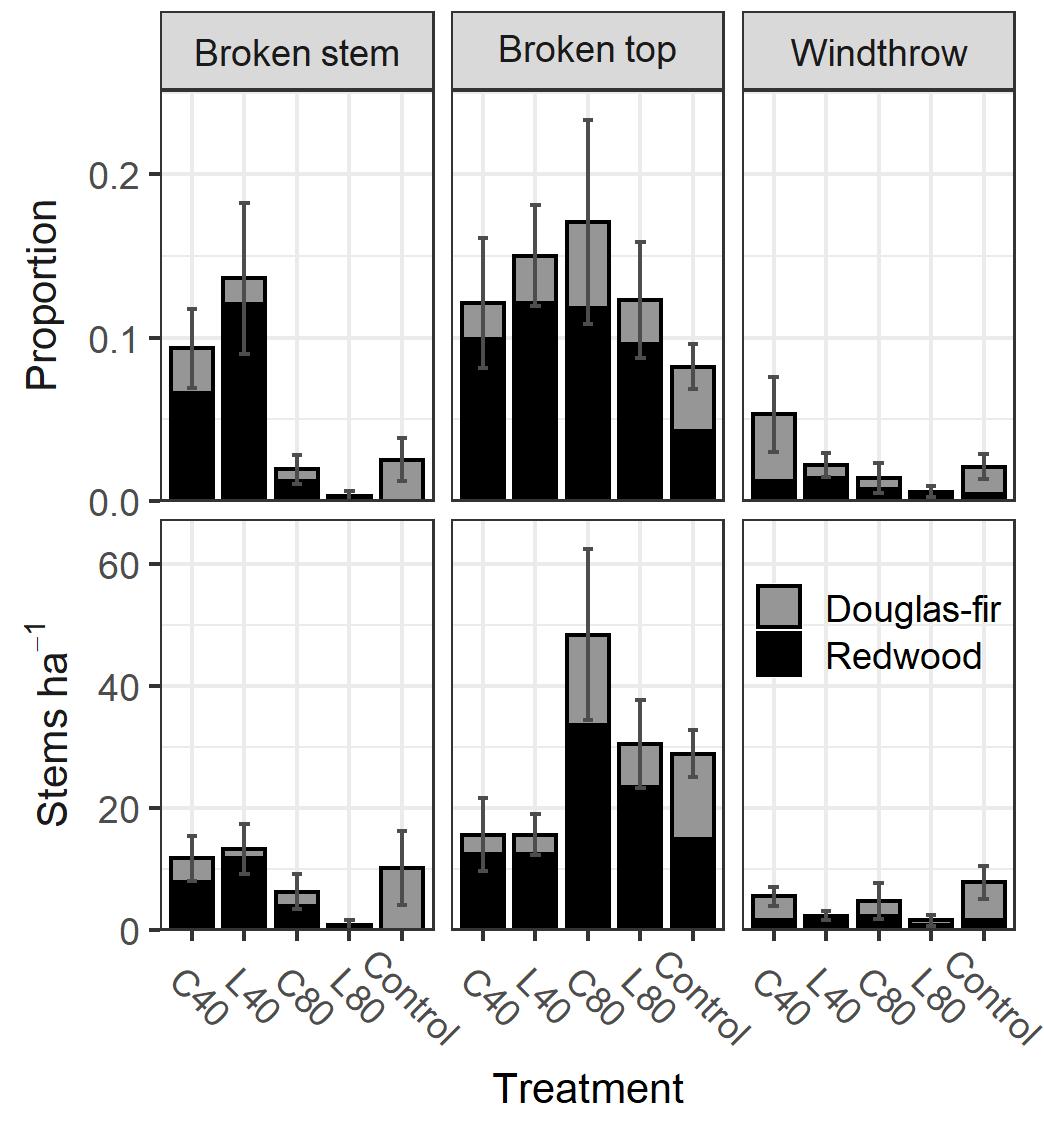 Broken stem Broken top Windthrow
Proportion
0.2
0.1
0.0
Stems ha⁻¹
60
40
20
0
Douglas-fir
Redwood
C40 L40 C80 L80 Control C40 L40 C80 L80 Control C40 L40 C80 L80 Control
Treatment